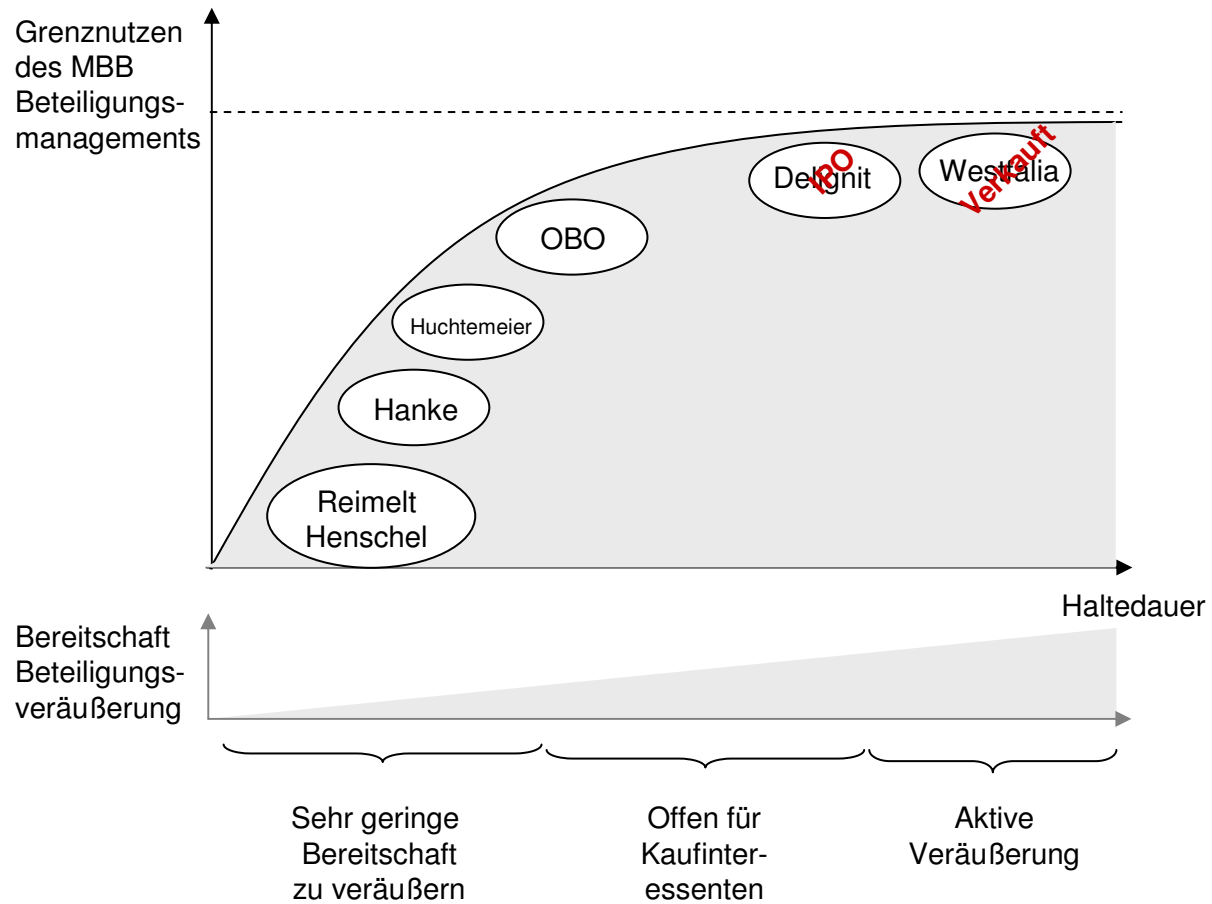 Grenznutzen
des MBB
Beteiligungs-
managements
Delignit
IPO
Westfalia
Verkauft
OBO
Huchtemeier
Hanke
Reimelt
Henschel
Haltedauer
Bereitschaft
Beteiligungs-
veräußerung
Sehr geringe
Bereitschaft
zu veräußern
Offen für
Kaufinter-
essenten
Aktive
Veräußerung